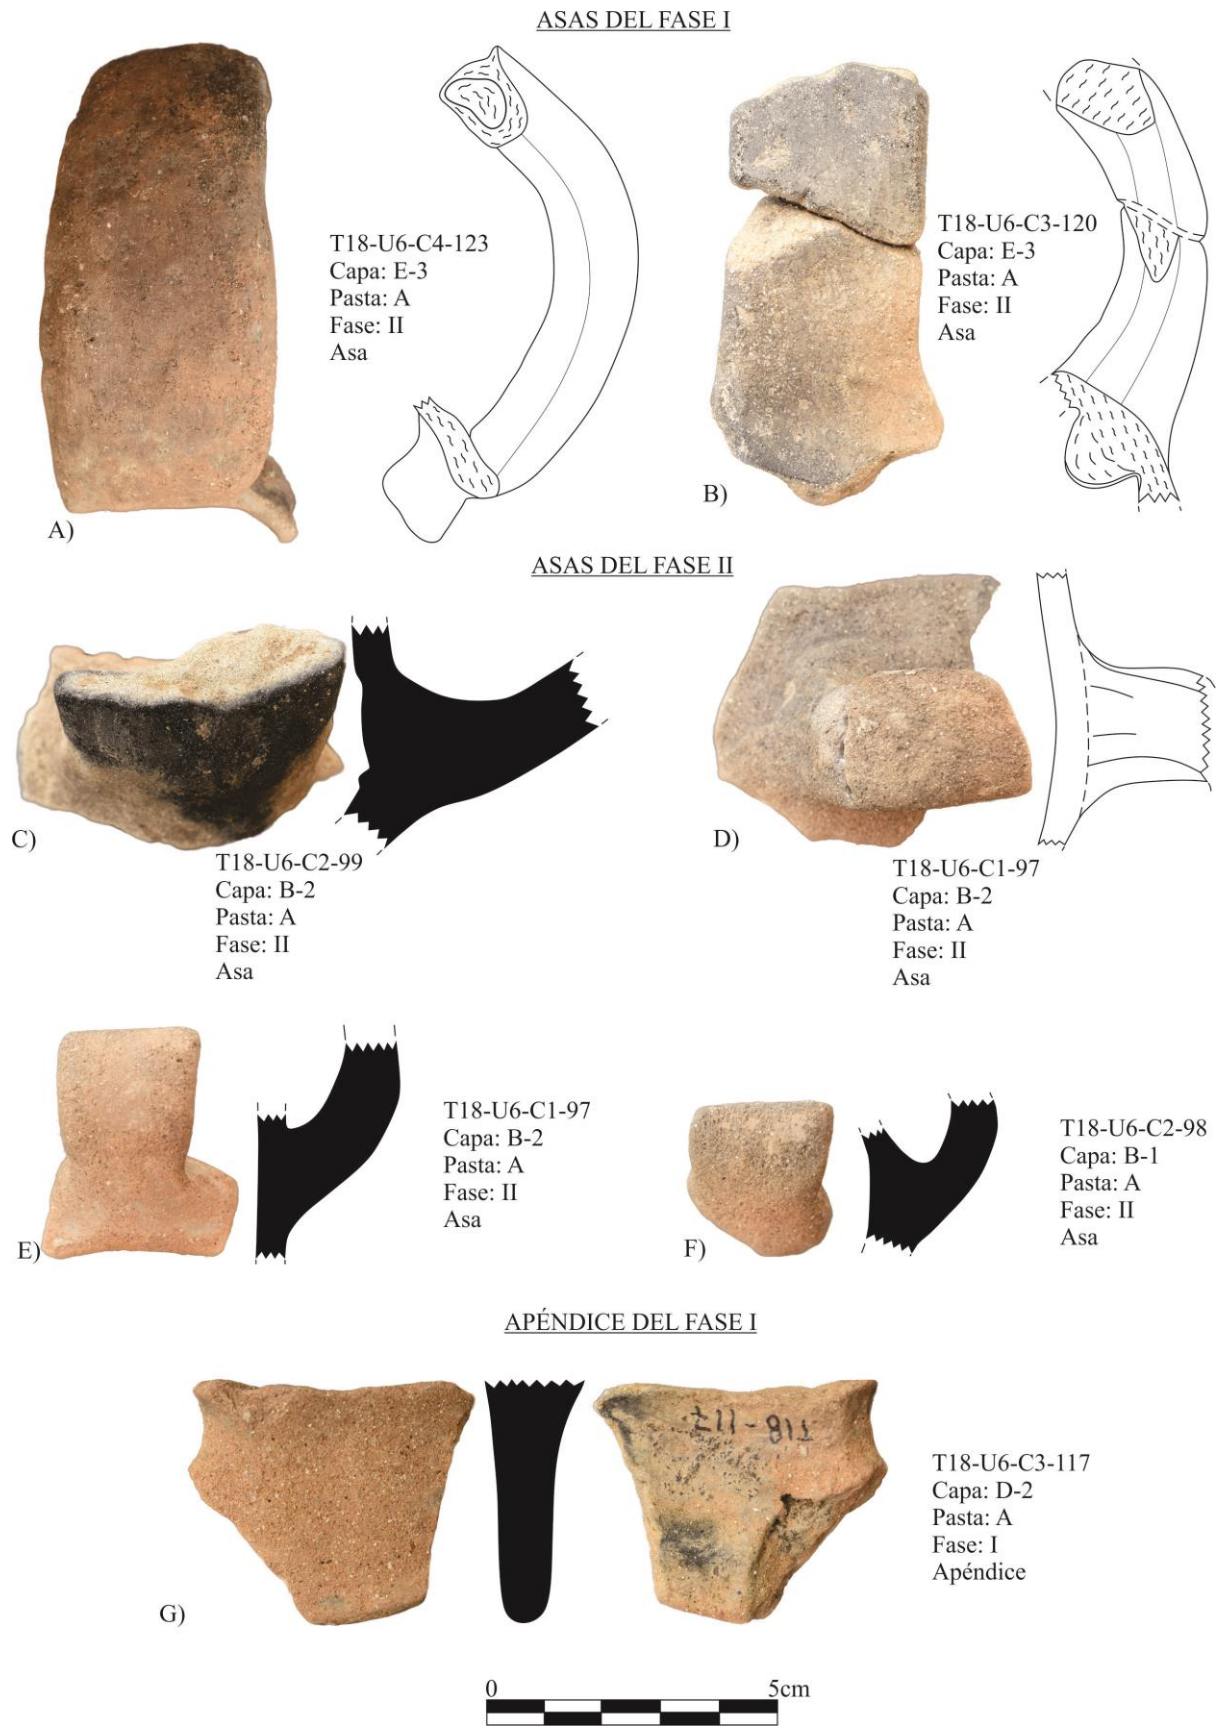 ASAS DEL FASE I
T18-U6-C4-123
Capa: E-3
Pasta: A
Fase: II
Asa
A)
T18-U6-C3-120
Capa: E-3
Pasta: A
Fase: II
Asa
B)
ASAS DEL FASE II
C)
T18-U6-C2-99
Capa: B-2
Pasta: A
Fase: II
Asa
D)
T18-U6-C1-97
Capa: B-2
Pasta: A
Fase: II
Asa
E)
T18-U6-C1-97
Capa: B-2
Pasta: A
Fase: II
Asa
F)
T18-U6-C2-98
Capa: B-1
Pasta: A
Fase: II
Asa
APÉNDICE DEL FASE I
G)
T18-117
T18-U6-C3-117
Capa: D-2
Pasta: A
Fase: I
Apéndice
0 5cm